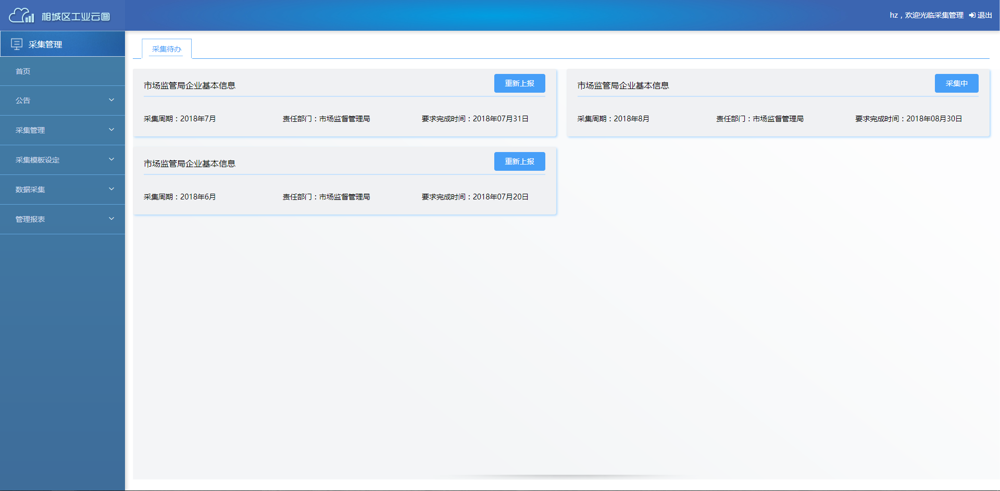 相城区工业云图
hz，欢迎光临采集管理 退出
采集管理
首页
公告
采集管理
采集模板设定
数据采集
管理报表
采集待办
市场监管局企业基本信息 重新上报
采集周期：2018年7月 责任部门：市场监督管理局 要求完成时间：2018年07月31日
市场监管局企业基本信息 采集中
采集周期：2018年8月 责任部门：市场监督管理局 要求完成时间：2018年08月30日
市场监管局企业基本信息 重新上报
采集周期：2018年6月 责任部门：市场监督管理局 要求完成时间：2018年07月20日